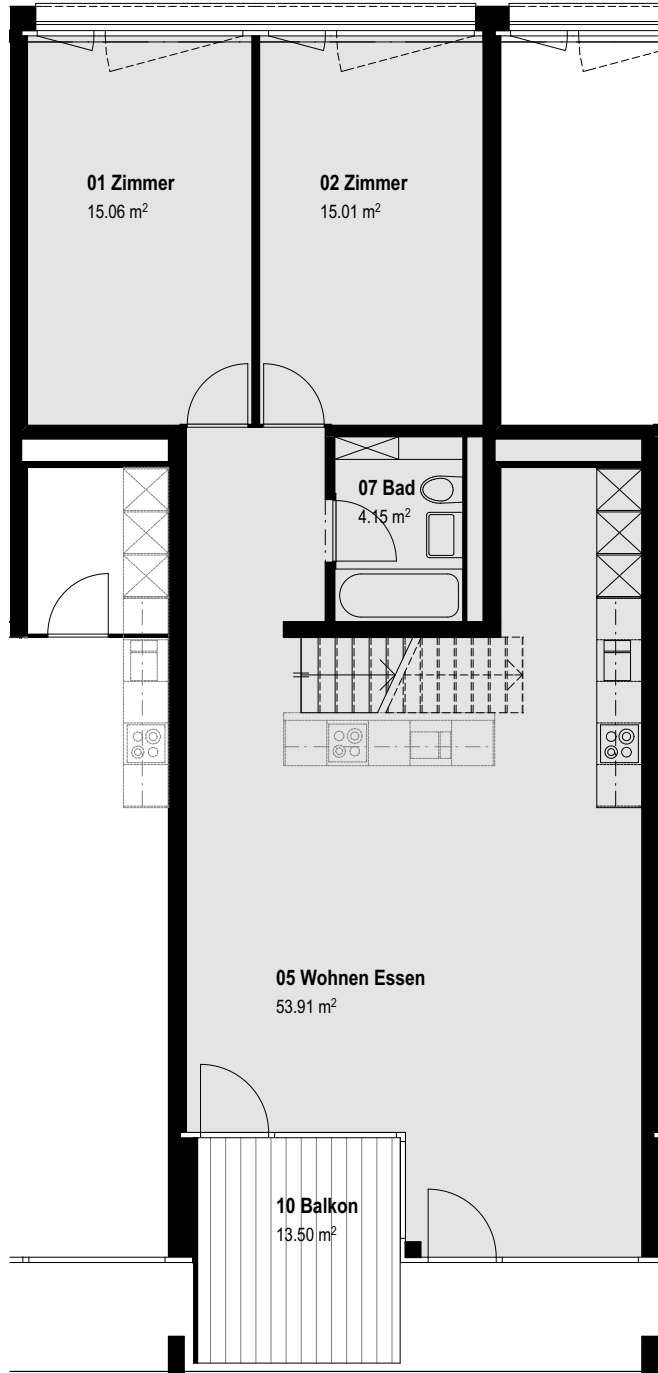 01 Zimmer
15.06 m²
02 Zimmer
15.01 m²
07 Bad
4.15 m²
05 Wohnen Essen
53.91 m²
10 Balkon
13.50 m²